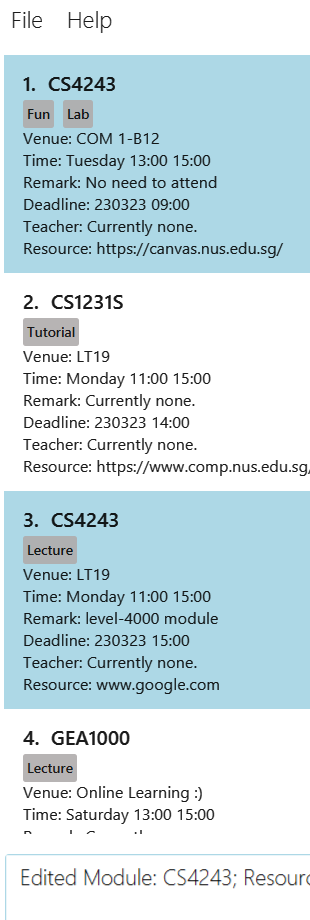 File Help
1. CS4243
Fun Lab
Venue: COM 1-B12
Time: Tuesday 13:00 15:00
Remark: No need to attend
Deadline: 230323 09:00
Teacher: Currently none.
Resource: https://canvas.nus.edu.sg/
2. CS1231S
Tutorial
Venue: LT19
Time: Monday 11:00 15:00
Remark: Currently none.
Deadline: 230323 14:00
Teacher: Currently none.
Resource: https://www.comp.nus.edu.sg/
3. CS4243
Lecture
Venue: LT19
Time: Monday 11:00 15:00
Remark: level-4000 module
Deadline: 230323 15:00
Teacher: Currently none.
Resource: www.google.com
4. GEA1000
Lecture
Venue: Online Learning :)
Time: Saturday 13:00 15:00
Edited Module: CS4243; Resour